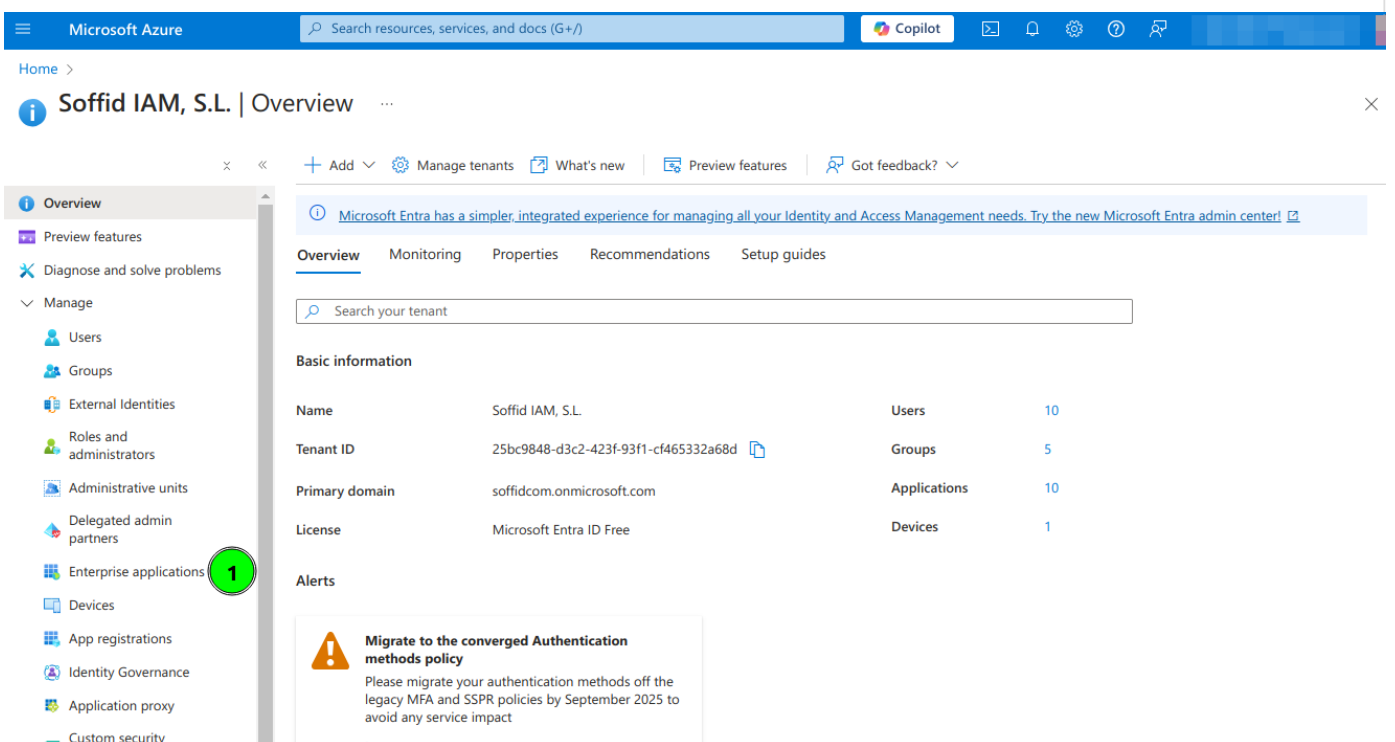 Microsoft Azure
Search resources, services, and docs (G+/)
Copilot
Home >
Soffid IAM, S.L. | Overview ...
Add
Manage tenants
What's new
Preview features
Got feedback?
Overview
Preview features
Diagnose and solve problems
Manage
Users
Groups
External Identities
Roles and
administrators
Administrative units
Delegated admin
partners
Enterprise applications
1
Devices
App registrations
Identity Governance
Application proxy
Custom security
Microsoft Entra has a simpler, integrated experience for managing all your Identity and Access Management needs. Try the new Microsoft Entra admin center!
Overview Monitoring Properties Recommendations Setup guides
Search your tenant
Basic information
Name Soffid IAM, S.L. Users 10
Tenant ID 25bc9848-d3c2-423f-93f1-cf465332a68d Groups 5
Primary domain soffidcom.onmicrosoft.com Applications 10
License Microsoft Entra ID Free Devices 1
Alerts
Migrate to the converged Authentication
methods policy
Please migrate your authentication methods off the
legacy MFA and SSPR policies by September 2025 to
avoid any service impact